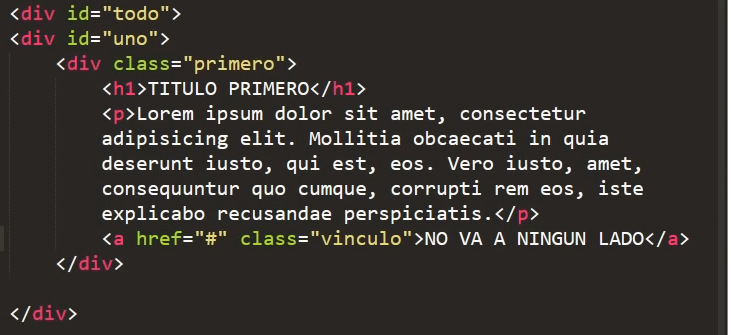 <div id="todo">
<div id="uno">
<div class="primero">
<h1>TITULO PRIMERO</h1>
<p>Lorem ipsum dolor sit amet, consectetur
adipisicing elit. Mollitia obcaecati in quia
deserunt iusto, qui est, eos. Vero iusto, amet,
consequuntur quo cumque, corrupti rem eos, iste
explicabo recusandae perspiciatis.</p>
<a href="#" class="vinculo">NO VA A NINGUN LADO</a>
</div>
</div>